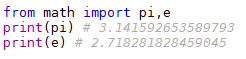 from math import pi,e
print(pi) # 3.141592653589793
print(e) # 2.718281828459045